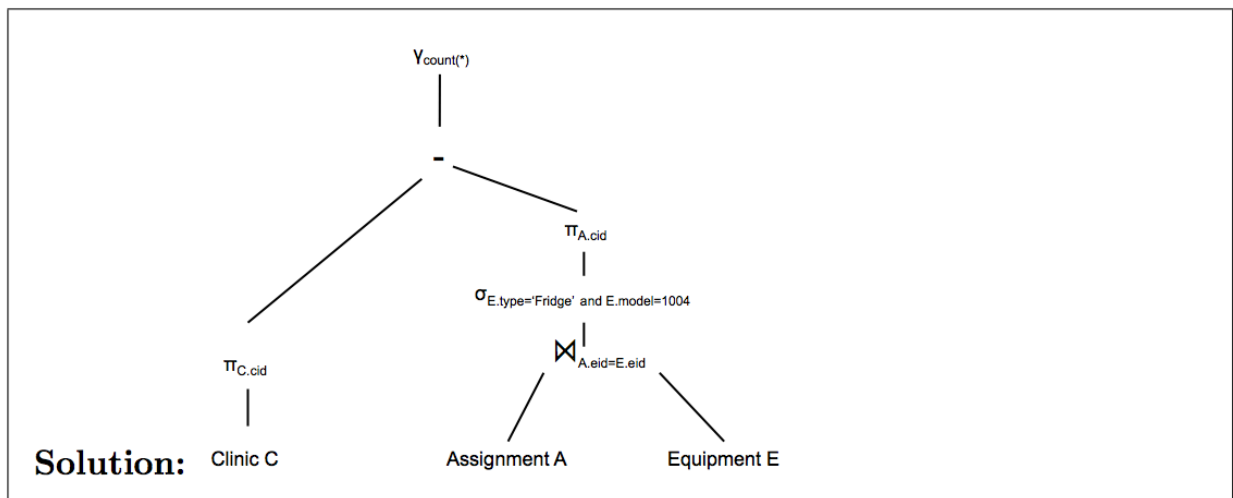 γcount(*)
-
πA.cid
σE.type='Fridge' and E.model=1004
⋈A.eid=E.eid
πC.cid
Solution: Clinic C Assignment A Equipment E